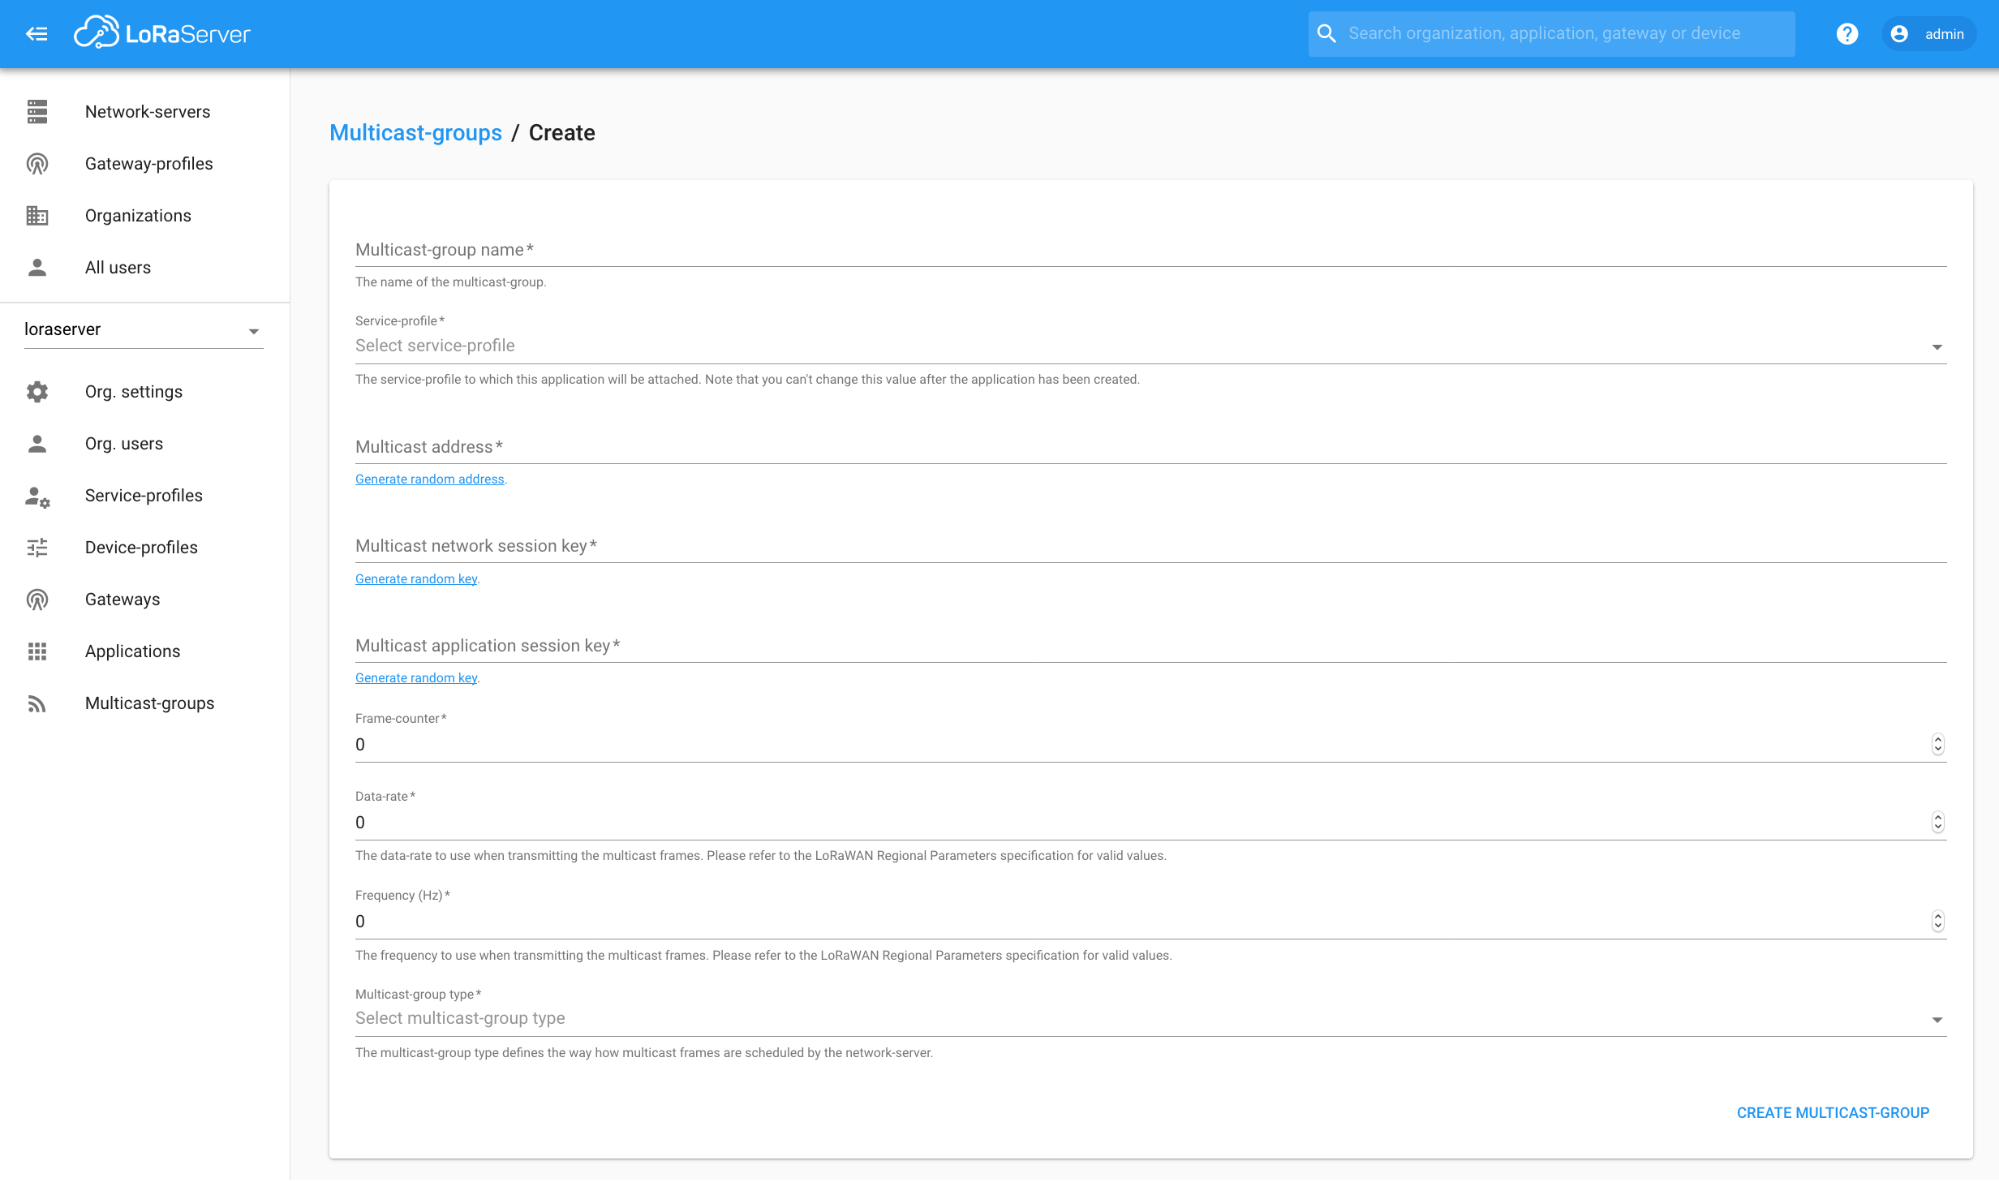 LoRaServer
Search organization, application, gateway or device
? admin
Network-servers
Gateway-profiles
Organizations
All users
loraserver
Org. settings
Org. users
Service-profiles
Device-profiles
Gateways
Applications
Multicast-groups
Multicast-groups / Create
Multicast-group name *
The name of the multicast-group.
Service-profile *
Select service-profile
The service-profile to which this application will be attached. Note that you can't change this value after the application has been created.
Multicast address *
Generate random address.
Multicast network session key *
Generate random key.
Multicast application session key *
Generate random key.
Frame-counter *
0
Data-rate *
0
The data-rate to use when transmitting the multicast frames. Please refer to the LoRaWAN Regional Parameters specification for valid values.
Frequency (Hz) *
0
The frequency to use when transmitting the multicast frames. Please refer to the LoRaWAN Regional Parameters specification for valid values.
Multicast-group type *
Select multicast-group type
The multicast-group type defines the way how multicast frames are scheduled by the network-server.
CREATE MULTICAST-GROUP